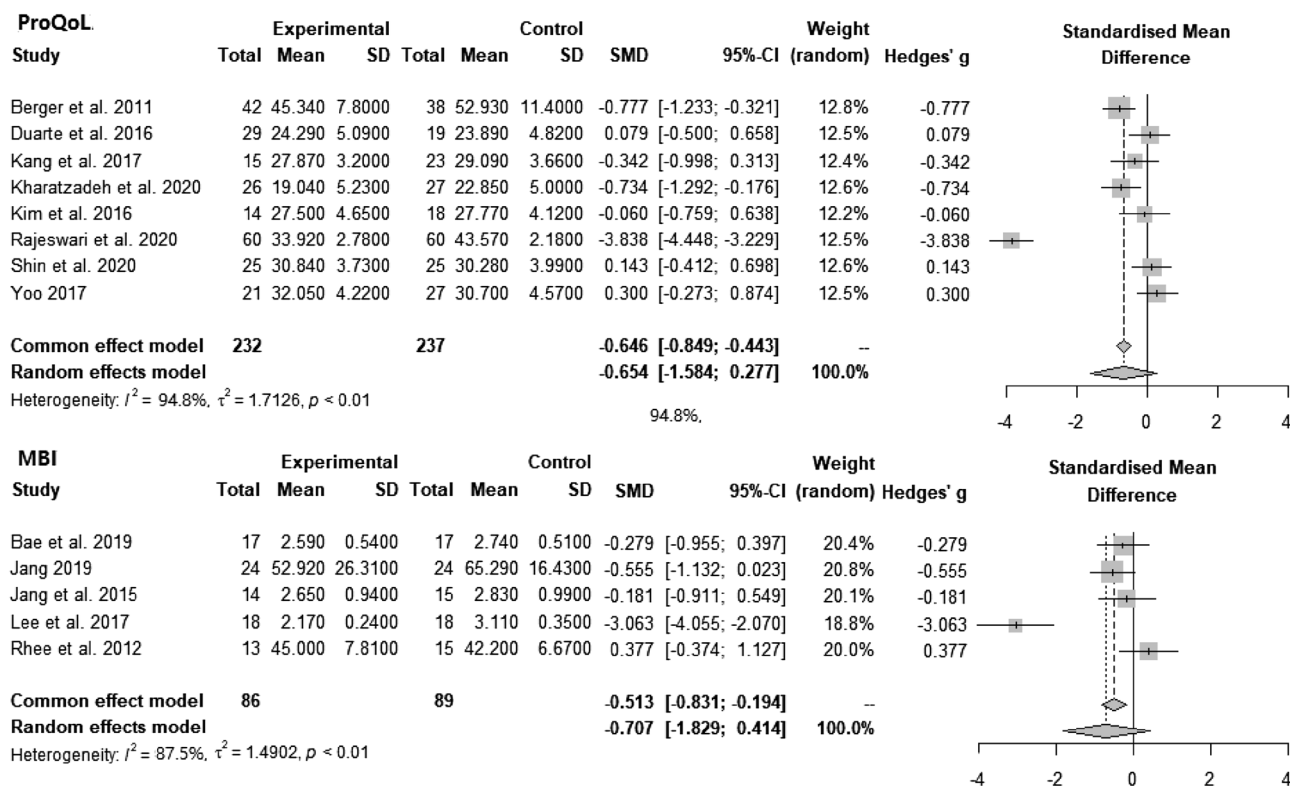 ProQoL
Experimental Control Weight Standardised Mean
Study Total Mean SD Total Mean SD SMD 95%-CI (random) Hedges' g Difference
Berger et al. 2011 42 45.340 7.8000 38 52.930 11.4000 -0.777 [-1.233; -0.321] 12.8% -0.777
Duarte et al. 2016 29 24.290 5.0900 19 23.890 4.8200 0.079 [-0.500; 0.658] 12.5% 0.079
Kang et al. 2017 15 27.870 3.2000 23 29.090 3.6600 -0.342 [-0.998; 0.313] 12.4% -0.342
Kharatzadeh et al. 2020 26 19.040 5.2300 27 22.850 5.0000 -0.734 [-1.292; -0.176] 12.6% -0.734
Kim et al. 2016 14 27.500 4.6500 18 27.770 4.1200 -0.060 [-0.759; 0.638] 12.2% -0.060
Rajeswari et al. 2020 60 33.920 2.7800 60 43.570 2.1800 -3.838 [-4.448; -3.229] 12.5% -3.838
Shin et al. 2020 25 30.840 3.7300 25 30.280 3.9900 0.143 [-0.412; 0.698] 12.6% 0.143
Yoo 2017 21 32.050 4.2200 27 30.700 4.5700 0.300 [-0.273; 0.874] 12.5% 0.300
Common effect model 232 237 -0.646 [-0.849; -0.443] --
Random effects model -0.654 [-1.584; 0.277] 100.0%
Heterogeneity: I² = 94.8%, τ² = 1.7126, p < 0.01
94.8%,
-4 -2 0 2 4
MBI
Experimental Control Weight Standardised Mean
Study Total Mean SD Total Mean SD SMD 95%-CI (random) Hedges' g Difference
Bae et al. 2019 17 2.590 0.5400 17 2.740 0.5100 -0.279 [-0.955; 0.397] 20.4% -0.279
Jang 2019 24 52.920 26.3100 24 65.290 16.4300 -0.555 [-1.132; 0.023] 20.8% -0.555
Jang et al. 2015 14 2.650 0.9400 15 2.830 0.9900 -0.181 [-0.911; 0.549] 20.1% -0.181
Lee et al. 2017 18 2.170 0.2400 18 3.110 0.3500 -3.063 [-4.055; -2.070] 18.8% -3.063
Rhee et al. 2012 13 45.000 7.8100 15 42.200 6.6700 0.377 [-0.374; 1.127] 20.0% 0.377
Common effect model 86 89 -0.513 [-0.831; -0.194] --
Random effects model -0.707 [-1.829; 0.414] 100.0%
Heterogeneity: I² = 87.5%, τ² = 1.4902, p < 0.01
-4 -2 0 2 4